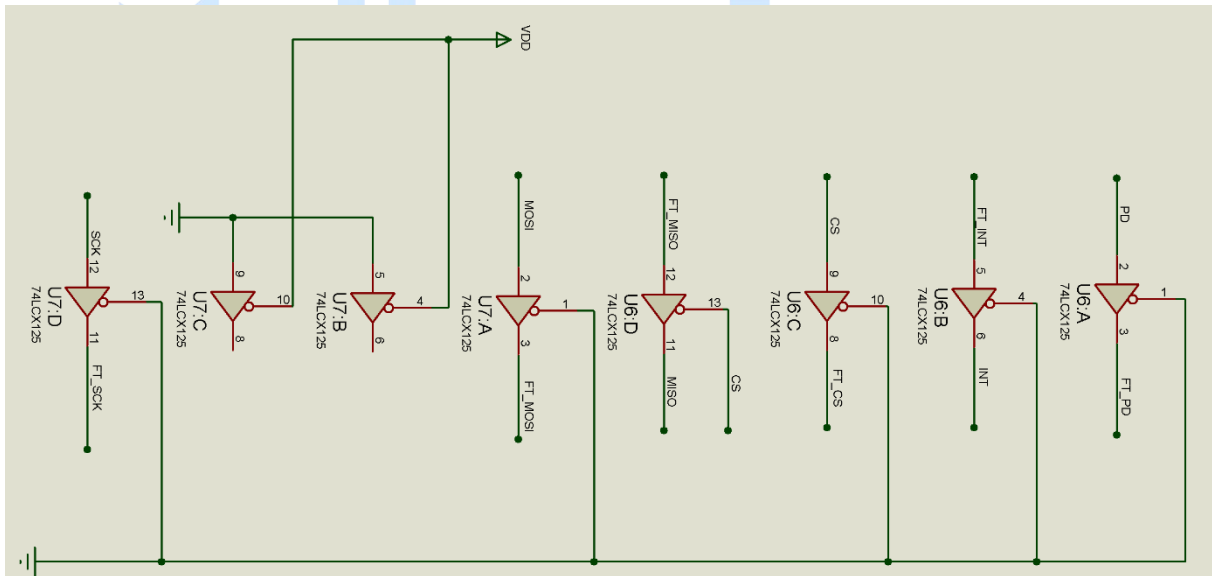 VDD
PD
2
1
U6:A
74LCX125
3
FT_PD
FT_INT
5
4
U6:B
74LCX125
6
INT
CS
9
10
U6:C
74LCX125
8
FT_CS
FT_MISO
12
13
U6:D
74LCX125
11
MISO
CS
MOSI
2
1
U7:A
74LCX125
3
FT_MOSI
5
4
U7:B
74LCX125
6
9
10
U7:C
74LCX125
8
SCK
12
13
U7:D
74LCX125
11
FT_SCK